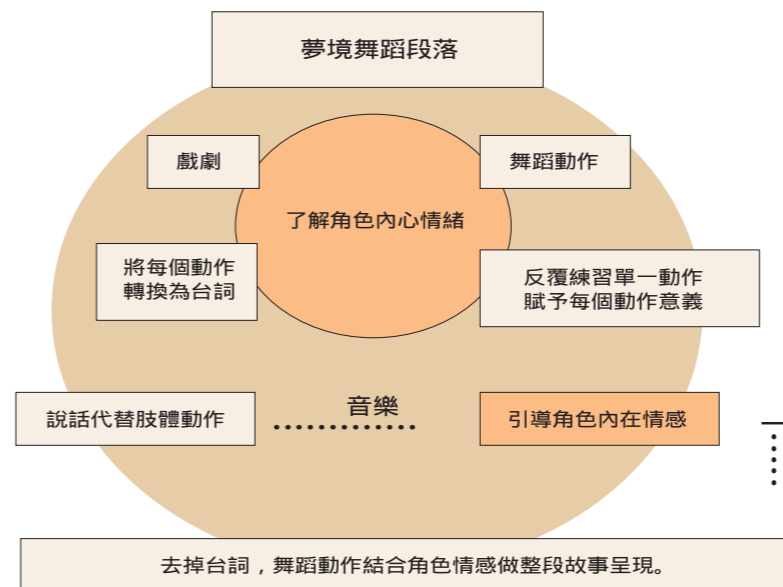 夢境舞蹈段落
戲劇
舞蹈動作
了解角色內心情緒
將每個動作
轉換為台詞
反覆練習單一動作
賦予每個動作意義
說話代替肢體動作
音樂
引導角色內在情感
去掉台詞，舞蹈動作結合角色情感做整段故事呈現。